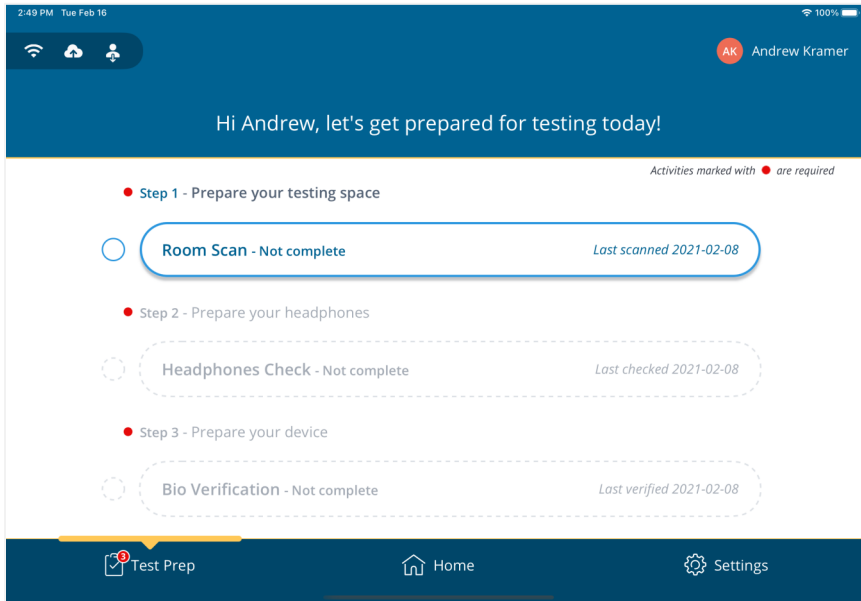 2:49 PM Tue Feb 16 100%
AK Andrew Kramer
Hi Andrew, let's get prepared for testing today!
Activities marked with are required
Step 1 - Prepare your testing space
Room Scan - Not complete Last scanned 2021-02-08
Step 2 - Prepare your headphones
Headphones Check - Not complete Last checked 2021-02-08
Step 3 - Prepare your device
Bio Verification - Not complete Last verified 2021-02-08
3
Test Prep Home Settings